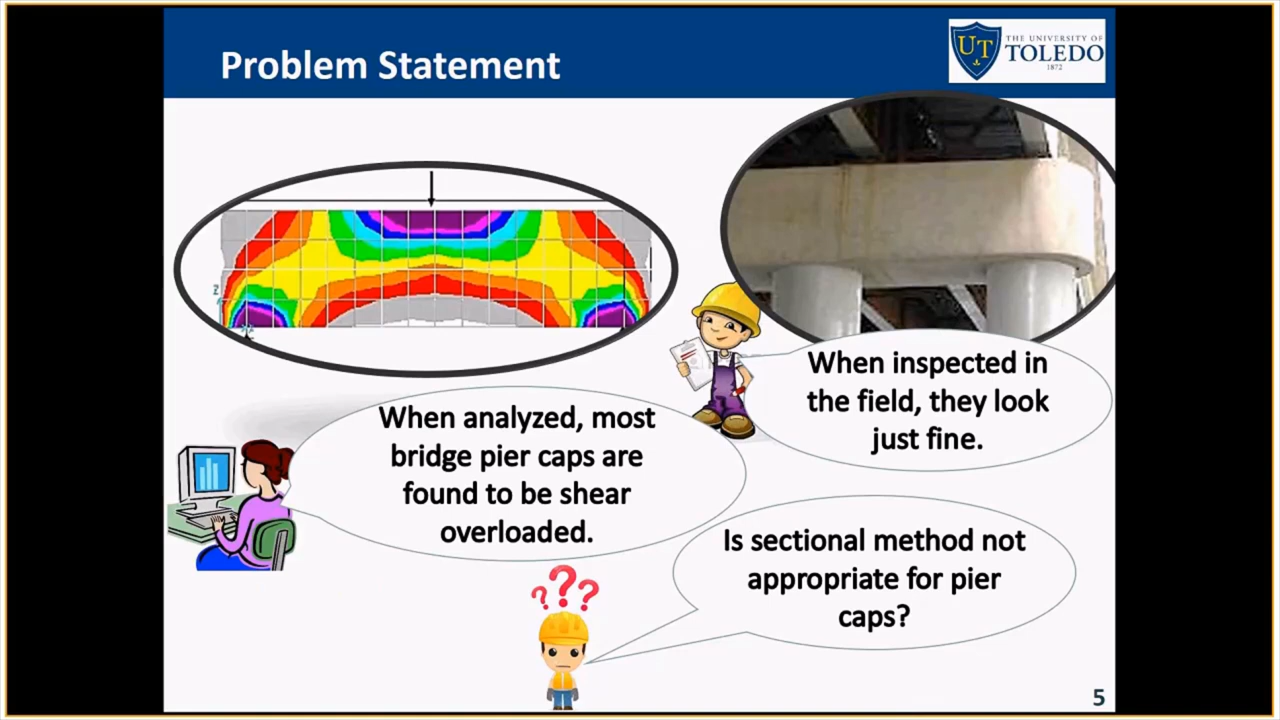 Problem Statement
UT
THE UNIVERSITY OF
TOLEDO
1872
Z
When inspected in
the field, they look
just fine.
When analyzed, most
bridge pier caps are
found to be shear
overloaded.
Is sectional method not
appropriate for pier
caps?
???
5